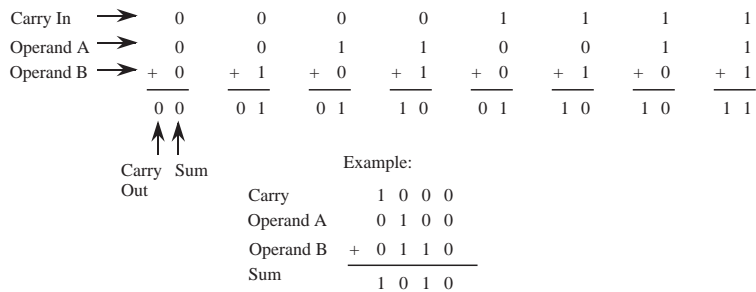 Carry In 0 0 0 0 1 1 1 1
Operand A 0 0 1 1 0 0 1 1
Operand B + 0 + 1 + 0 + 1 + 0 + 1 + 0 + 1
0 0 0 1 0 1 1 0 0 1 1 0 1 0 1 1
Carry Out Sum
Example:
Carry 1 0 0 0
Operand A 0 1 0 0
Operand B + 0 1 1 0
Sum 1 0 1 0